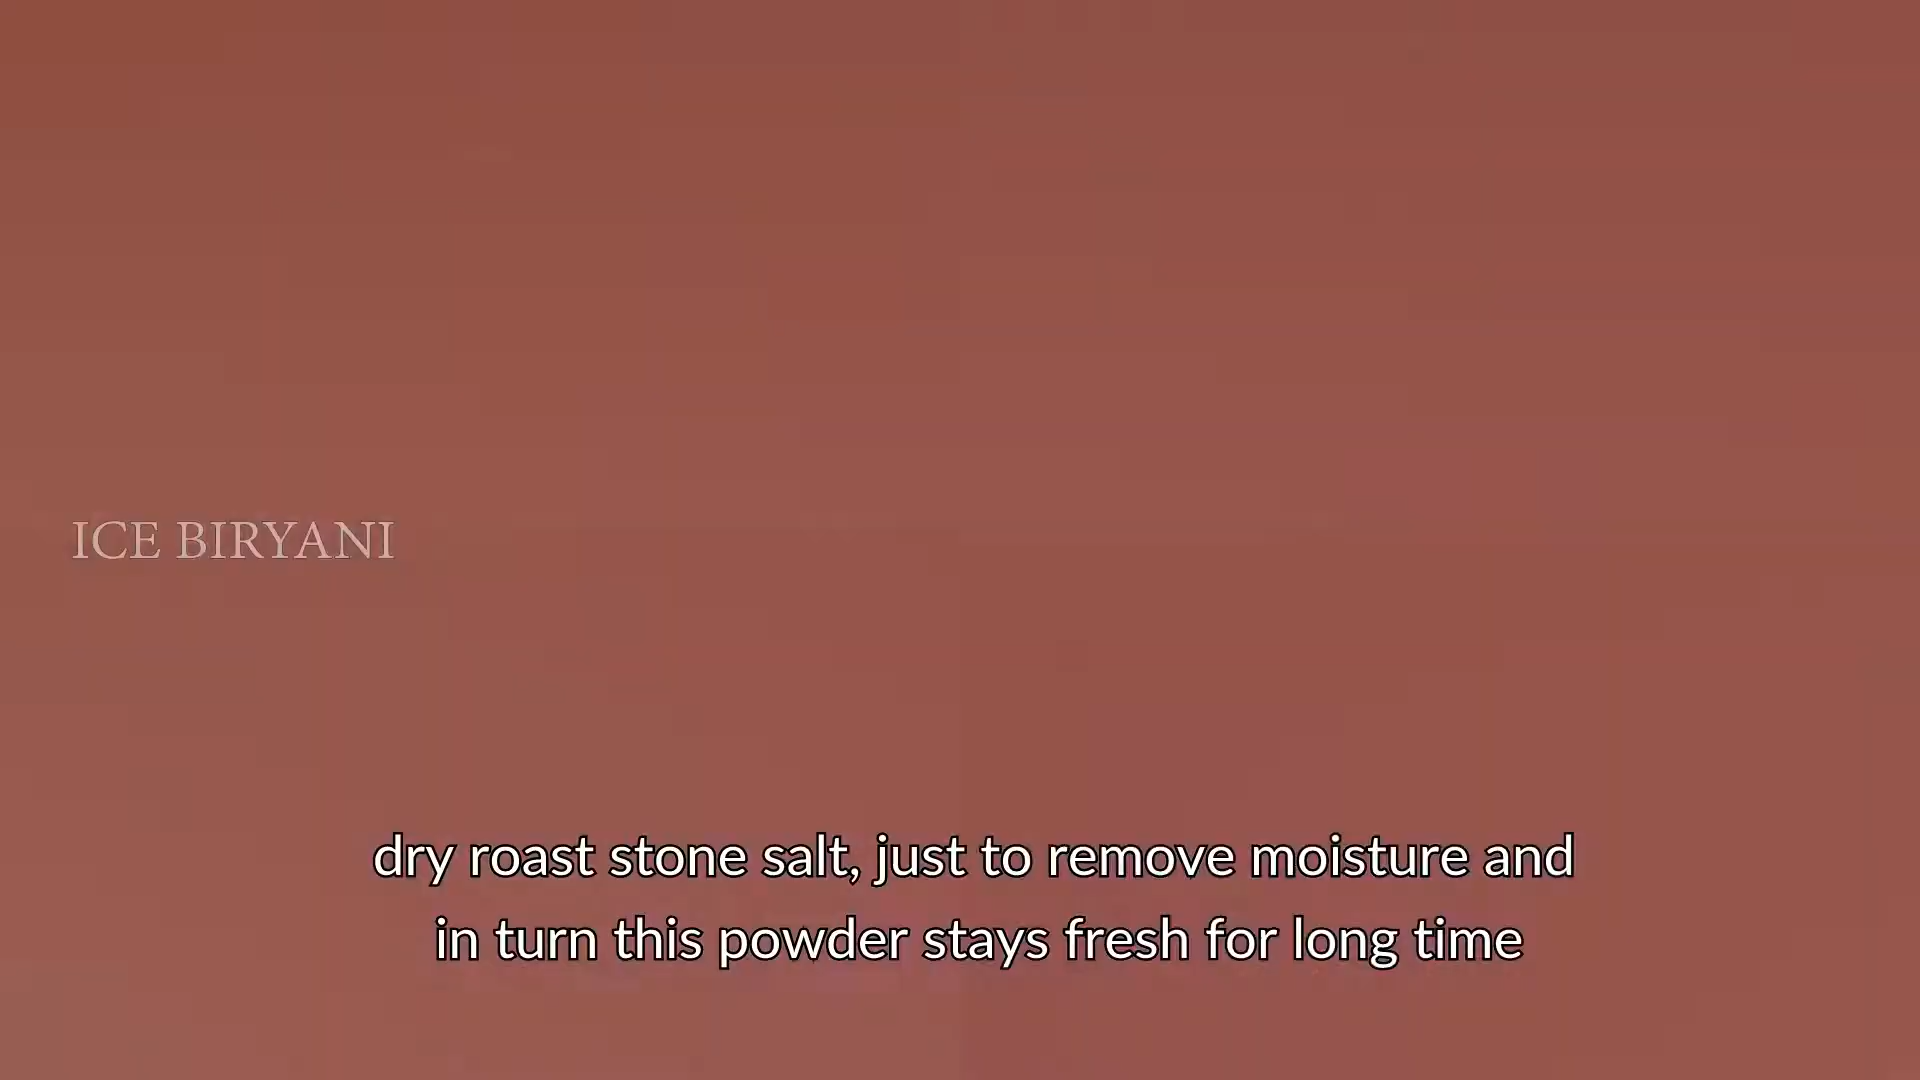 ICE BIRYANI
dry roast stone salt, just to remove moisture and
in turn this powder stays fresh for long time